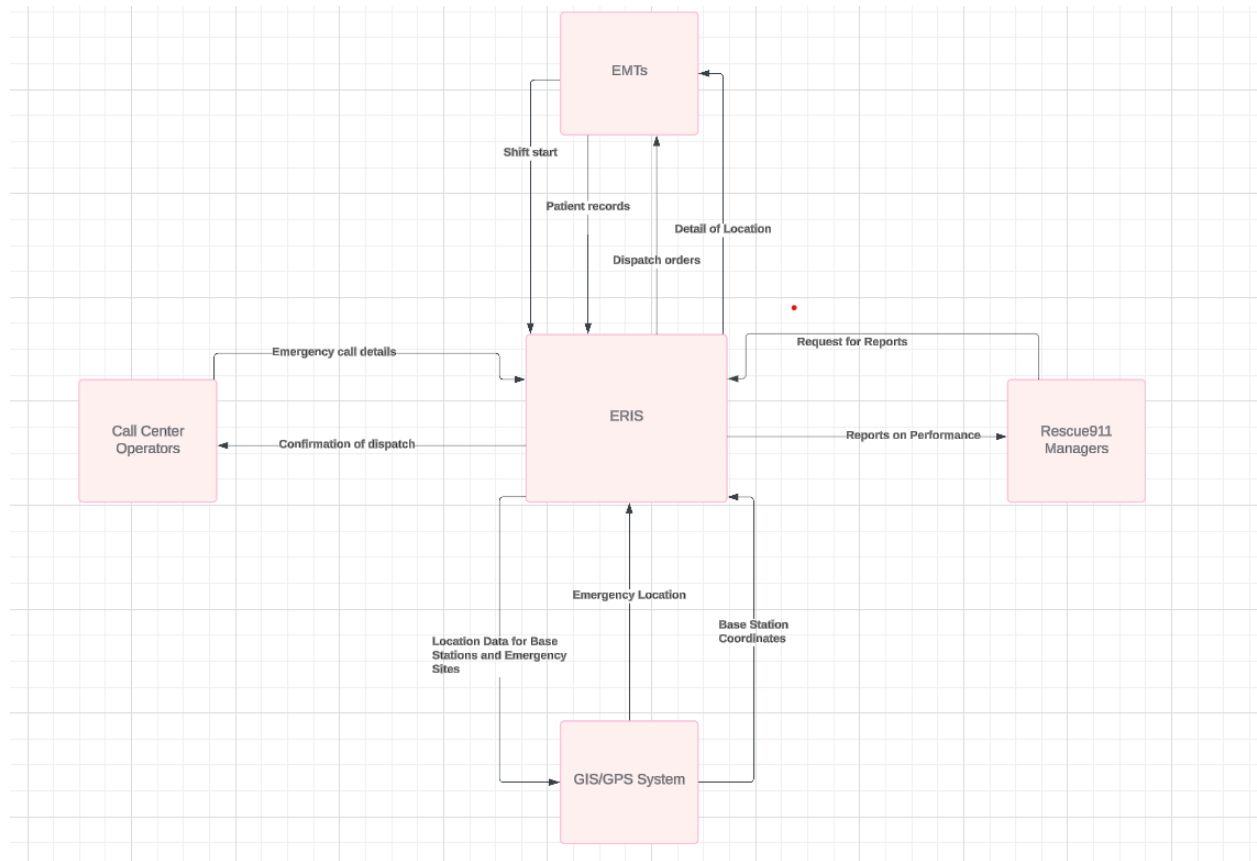 EMTs
Shift start
Patient records
Detail of Location
Dispatch orders
Request for Reports
Emergency call details
ERIS
Call Center
Operators
Confirmation of dispatch
Reports on Performance
Rescue911
Managers
Emergency Location
Base Station
Coordinates
Location Data for Base
Stations and Emergency
Sites
GIS/GPS System